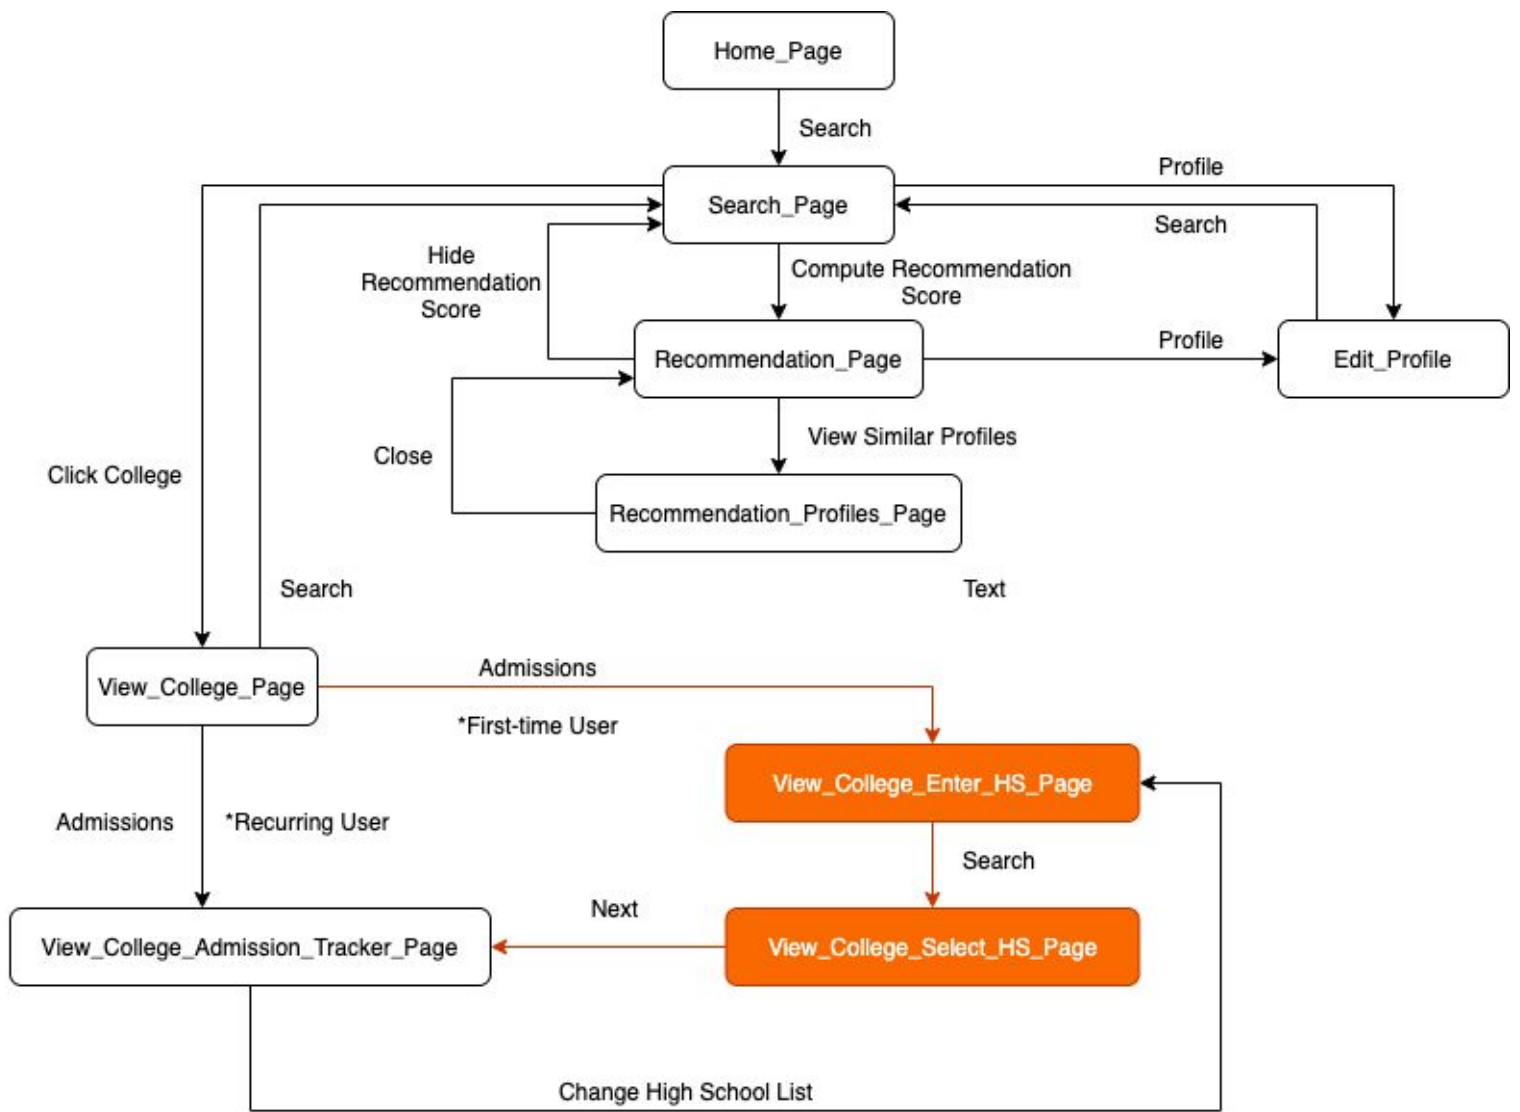 Home_Page
Search
Profile
Search_Page
Search
Hide
Recommendation
Score
Compute Recommendation
Score
Profile
Recommendation_Page
Edit_Profile
View Similar Profiles
Close
Click College
Recommendation_Profiles_Page
Search
Text
Admissions
View_College_Page
*First-time User
View_College_Enter_HS_Page
Admissions
*Recurring User
Search
Next
View_College_Admission_Tracker_Page
View_College_Select_HS_Page
Change High School List